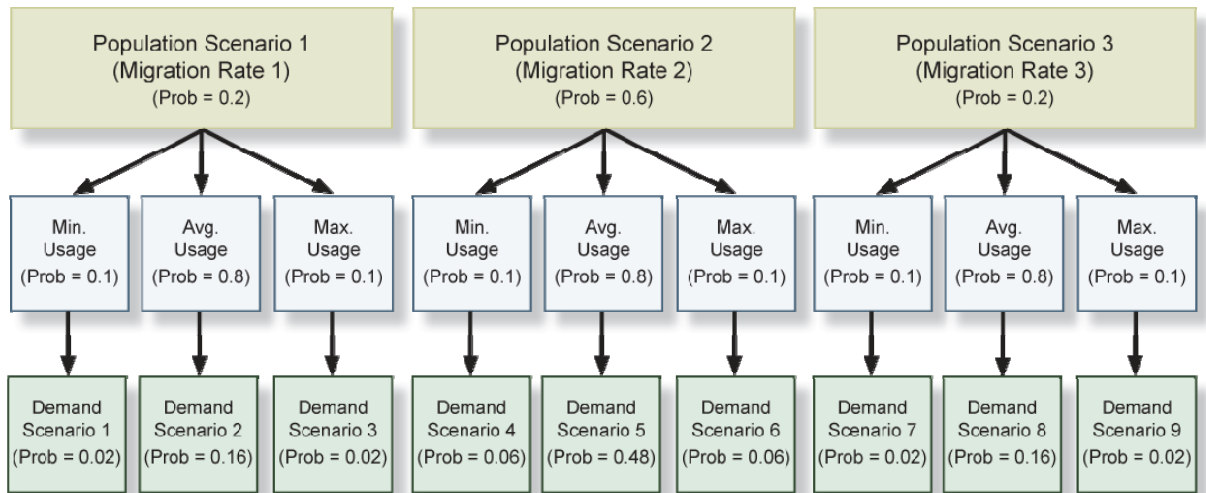 Population Scenario 1
(Migration Rate 1)
(Prob = 0.2)
Population Scenario 2
(Migration Rate 2)
(Prob = 0.6)
Population Scenario 3
(Migration Rate 3)
(Prob = 0.2)
Min.
Usage
(Prob = 0.1)
Avg.
Usage
(Prob = 0.8)
Max.
Usage
(Prob = 0.1)
Min.
Usage
(Prob = 0.1)
Avg.
Usage
(Prob = 0.8)
Max.
Usage
(Prob = 0.1)
Min.
Usage
(Prob = 0.1)
Avg.
Usage
(Prob = 0.8)
Max.
Usage
(Prob = 0.1)
Demand
Scenario 1
(Prob = 0.02)
Demand
Scenario 2
(Prob = 0.16)
Demand
Scenario 3
(Prob = 0.02)
Demand
Scenario 4
(Prob = 0.06)
Demand
Scenario 5
(Prob = 0.48)
Demand
Scenario 6
(Prob = 0.06)
Demand
Scenario 7
(Prob = 0.02)
Demand
Scenario 8
(Prob = 0.16)
Demand
Scenario 9
(Prob = 0.02)